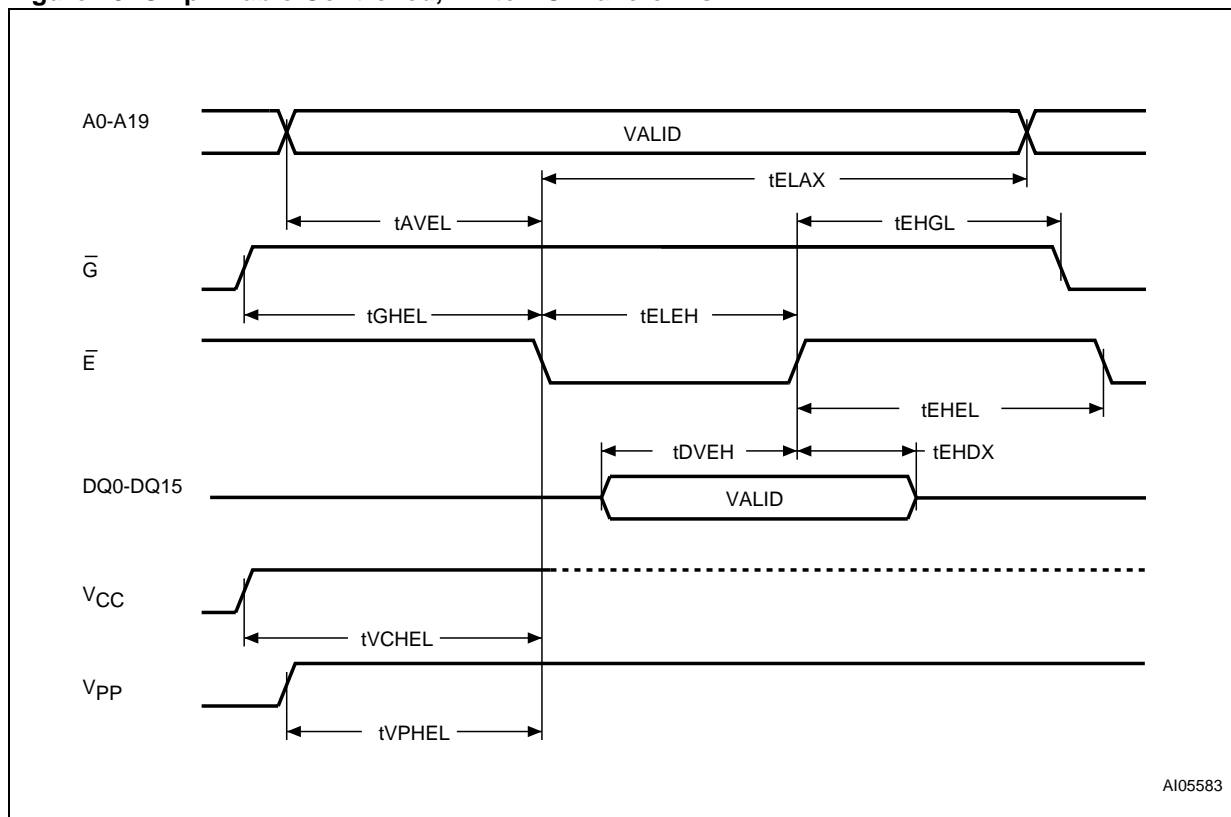 A0-A19
VALID
tELAX
tAVEL
tEHGL
G̅
tGHEL
tELEH
E̅
tEHEL
tDVEH
tEHDX
DQ0-DQ15
VALID
VCC
tVCHEL
VPP
tVPHEL
AI05583